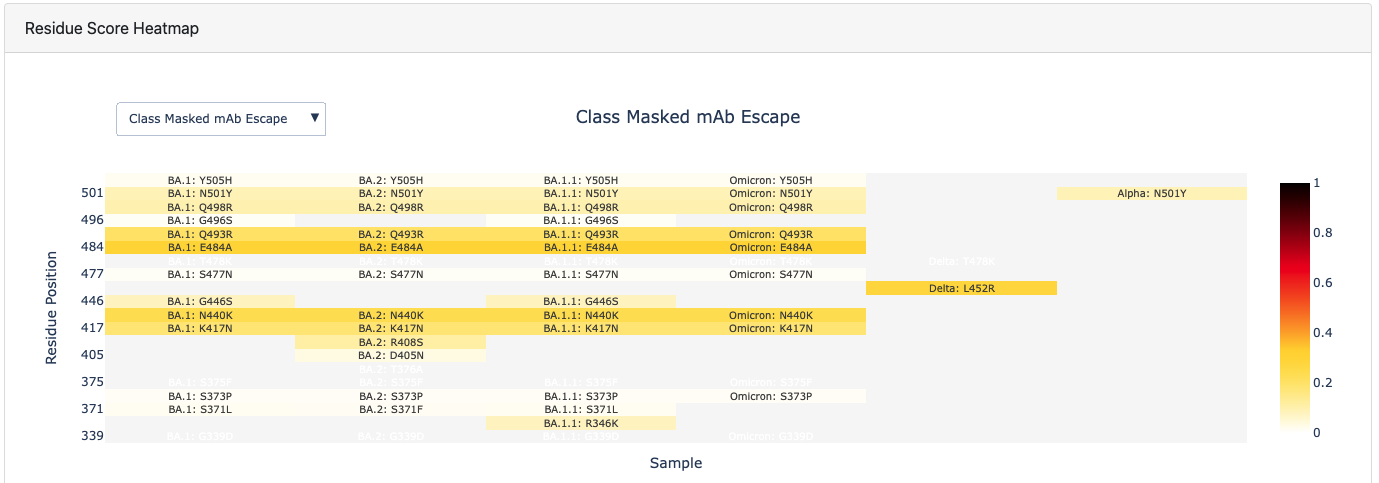 Residue Score Heatmap
Class Masked mAb Escape ▼
Class Masked mAb Escape
BA.1: Y505H BA.2: Y505H BA.1.1: Y505H Omicron: Y505H
501 BA.1: N501Y BA.2: N501Y BA.1.1: N501Y Omicron: N501Y Alpha: N501Y
BA.1: Q498R BA.2: Q498R BA.1.1: Q498R Omicron: Q498R
496 BA.1: G496S BA.1.1: G496S
BA.1: Q493R BA.2: Q493R BA.1.1: Q493R Omicron: Q493R
484 BA.1: E484A BA.2: E484A BA.1.1: E484A Omicron: E484A
BA.1: T478K BA.2: T478K BA.1.1: T478K Omicron: T478K Delta: T478K
477 BA.1: S477N BA.2: S477N BA.1.1: S477N Omicron: S477N
Delta: L452R
446 BA.1: G446S BA.1.1: G446S
BA.1: N440K BA.2: N440K BA.1.1: N440K Omicron: N440K
417 BA.1: K417N BA.2: K417N BA.1.1: K417N Omicron: K417N
BA.2: R408S
405 BA.2: D405N
BA.2: T376A
375 BA.1: S375F BA.2: S375F BA.1.1: S375F Omicron: S375F
BA.1: S373P BA.2: S373P BA.1.1: S373P Omicron: S373P
371 BA.1: S371L BA.2: S371F BA.1.1: S371L
BA.1.1: R346K
339 BA.1: G339D BA.2: G339D BA.1.1: G339D Omicron: G339D
Residue Position
Sample
1
0.8
0.6
0.4
0.2
0